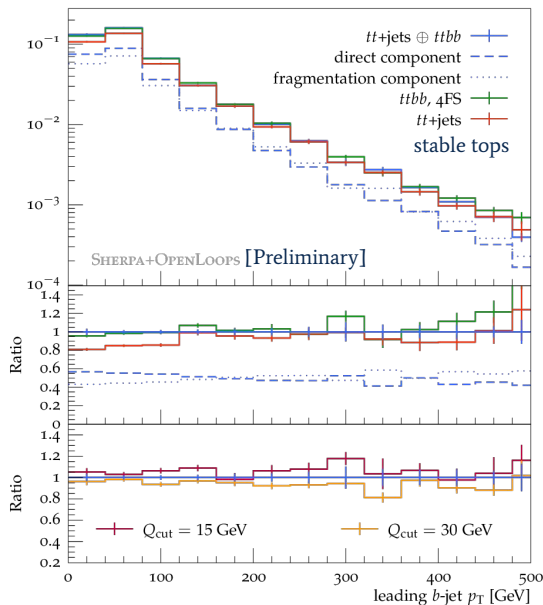 10⁻¹
10⁻²
10⁻³
10⁻⁴
tt+jets ⊕ ttbb
direct component
fragmentation component
ttbb, 4FS
tt+jets
stable tops
Sherpa+OpenLoops [Preliminary]
Ratio
1.4
1.2
1
0.8
0.6
0.4
0.2
0
Ratio
1.4
1.2
1
0.8
0.6
0.4
0.2
Q_cut = 15 GeV
Q_cut = 30 GeV
0 100 200 300 400 500
leading b-jet p_T [GeV]